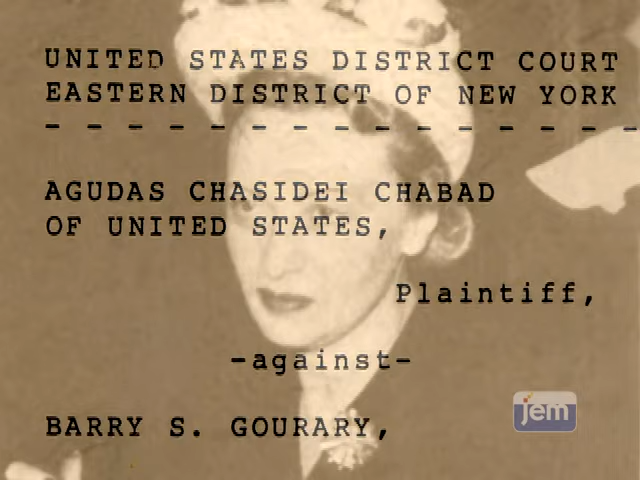 UNITED STATES DISTRICT COURT
EASTERN DISTRICT OF NEW YORK
- - - - - - - - - - - - - - -
AGUDAS CHASIDEI CHABAD
OF UNITED STATES,
Plaintiff,
-against-
BARRY S. GOURARY,
jem